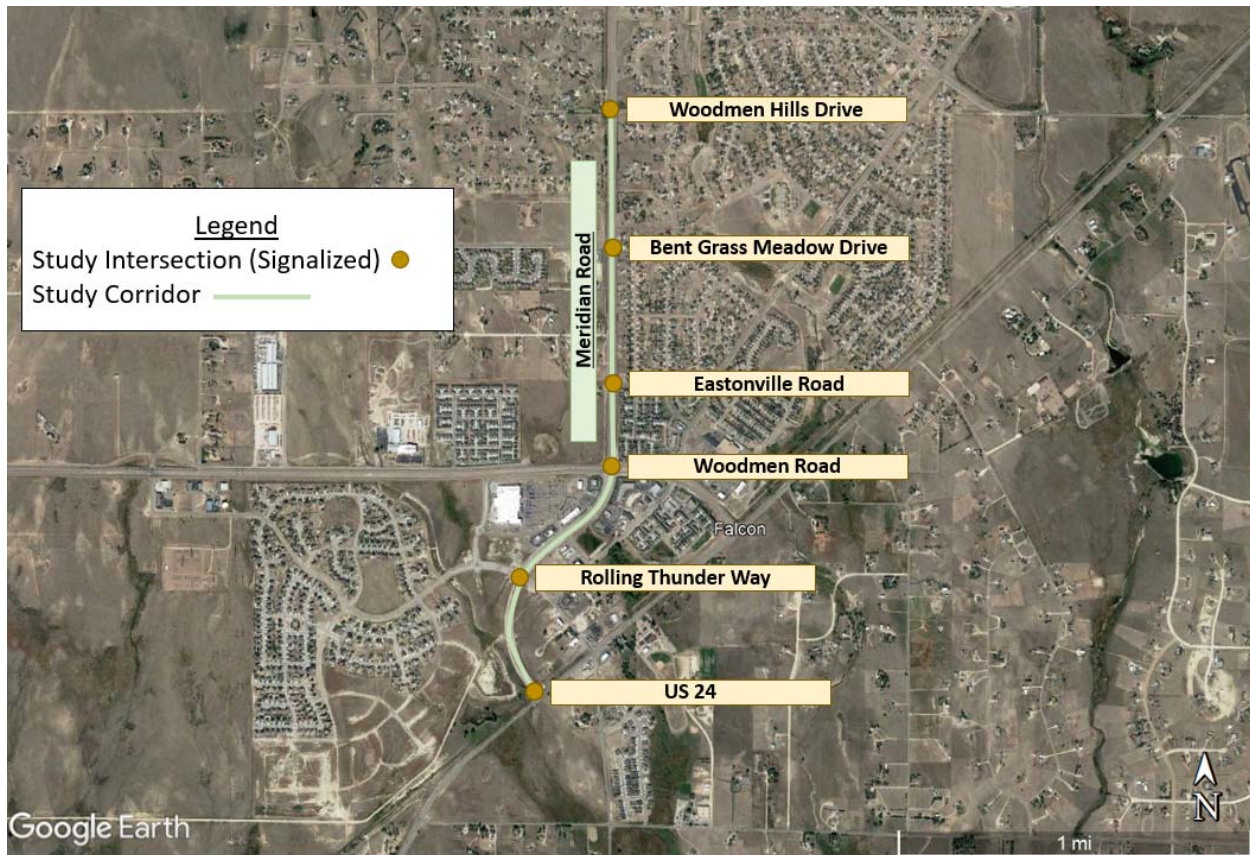 Woodmen Hills Drive
Legend
Study Intersection (Signalized)
Study Corridor
Meridian Road
Bent Grass Meadow Drive
Eastonville Road
Woodmen Road
Falcon
Rolling Thunder Way
US 24
N
Google Earth
1 mi